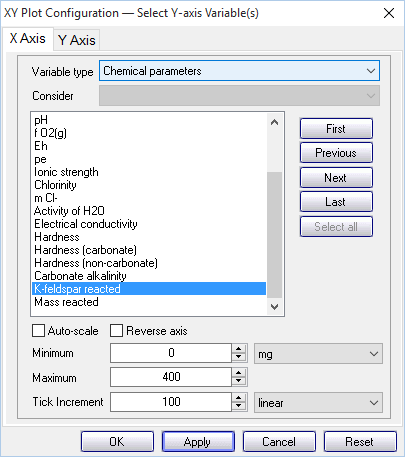 XY Plot Configuration — Select Y-axis Variable(s)
X Axis Y Axis
Variable type Chemical parameters
Consider
pH
f O2(g)
Eh
pe
Ionic strength
Chlorinity
m Cl-
Activity of H2O
Electrical conductivity
Hardness
Hardness (carbonate)
Hardness (non-carbonate)
Carbonate alkalinity
K-feldspar reacted
Mass reacted
First
Previous
Next
Last
Select all
Auto-scale Reverse axis
Minimum 0 mg
Maximum 400
Tick Increment 100 linear
OK Apply Cancel Reset